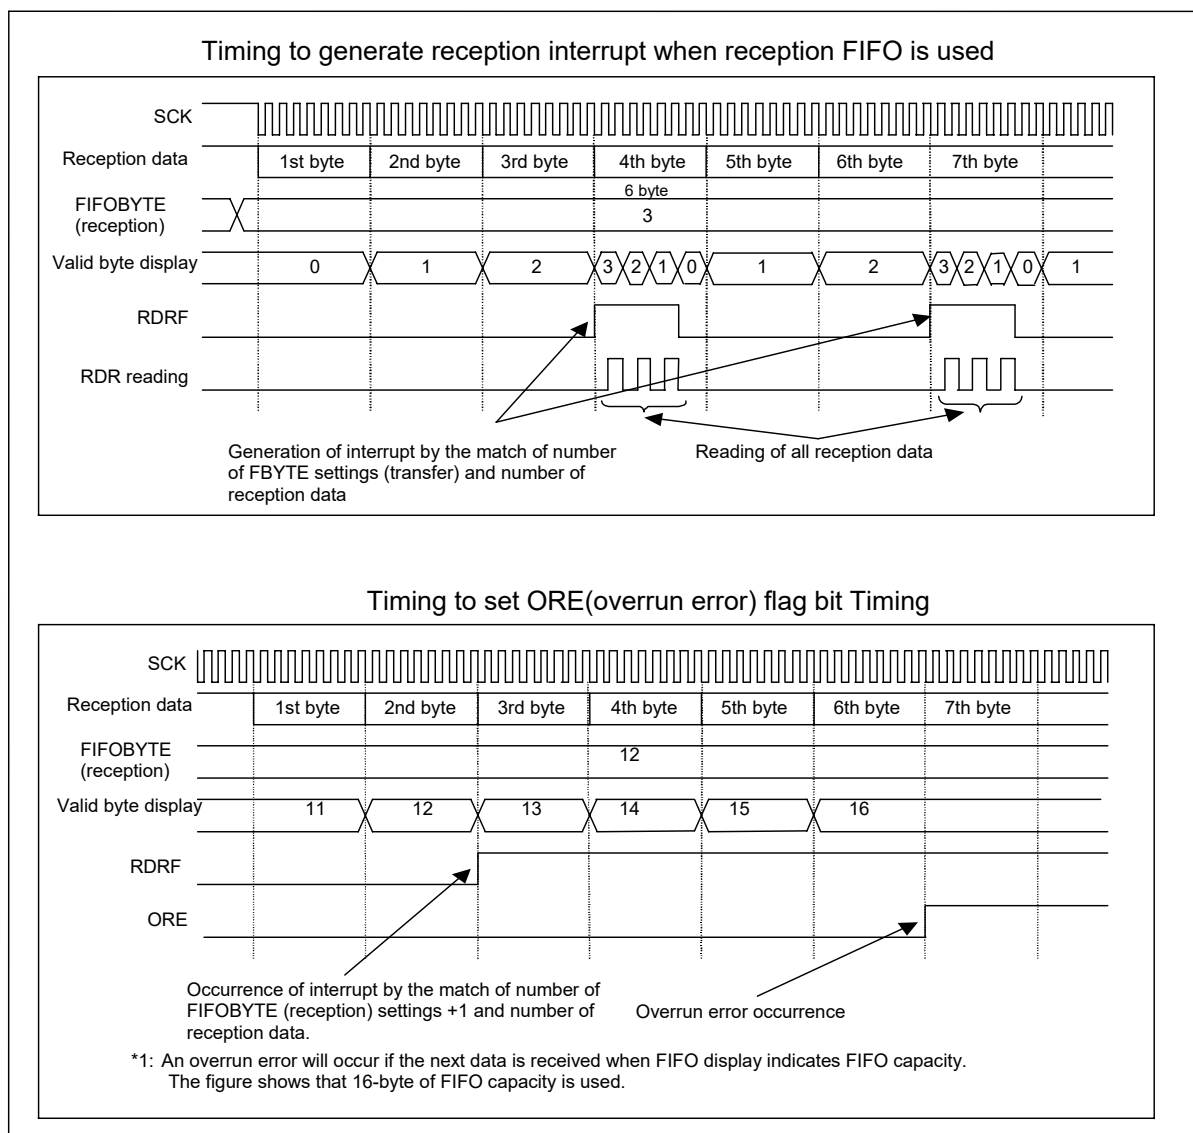 Timing to generate reception interrupt when reception FIFO is used
SCK
Reception data
1st byte 2nd byte 3rd byte 4th byte 5th byte 6th byte 7th byte
6 byte
FIFOBYTE
(reception)
3
Valid byte display
0 1 2 3 2 1 0 1 2 3 2 1 0 1
RDRF
RDR reading
Generation of interrupt by the match of number
of FBYTE settings (transfer) and number of
reception data
Reading of all reception data
Timing to set ORE(overrun error) flag bit Timing
SCK
Reception data
1st byte 2nd byte 3rd byte 4th byte 5th byte 6th byte 7th byte
FIFOBYTE
(reception)
12
Valid byte display
11 12 13 14 15 16
RDRF
ORE
Occurrence of interrupt by the match of number of
FIFOBYTE (reception) settings +1 and number of
reception data.
Overrun error occurrence
*1: An overrun error will occur if the next data is received when FIFO display indicates FIFO capacity.
The figure shows that 16-byte of FIFO capacity is used.